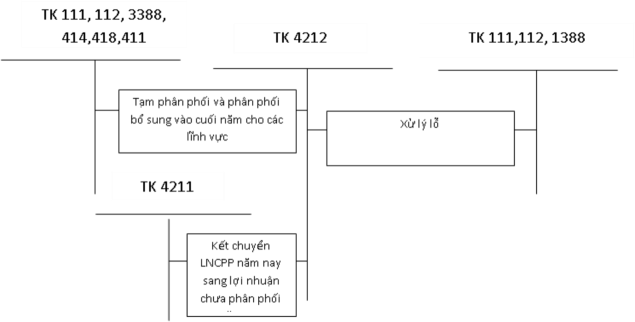 TK 111, 112, 3388,
414,418,411
TK 4212
TK 111,112, 1388
Tạm phân phối và phân phối
bổ sung vào cuối năm cho các
lĩnh vực
Xử lý lỗ
TK 4211
Kết chuyển
LNCPP năm nay
sang lợi nhuận
chưa phân phối